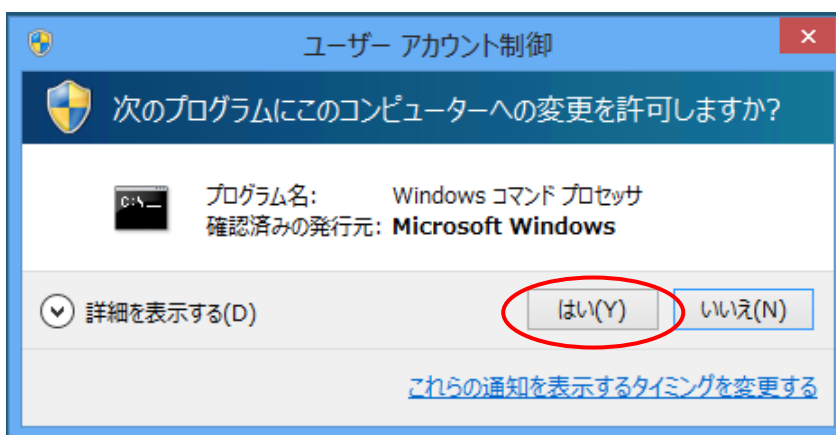 ユーザー アカウント制御
次のプログラムにこのコンピューターへの変更を許可しますか?
C:\_
プログラム名: Windows コマンド プロセッサ
確認済みの発行元: Microsoft Windows
詳細を表示する(D) はい(Y) いいえ(N)
これらの通知を表示するタイミングを変更する